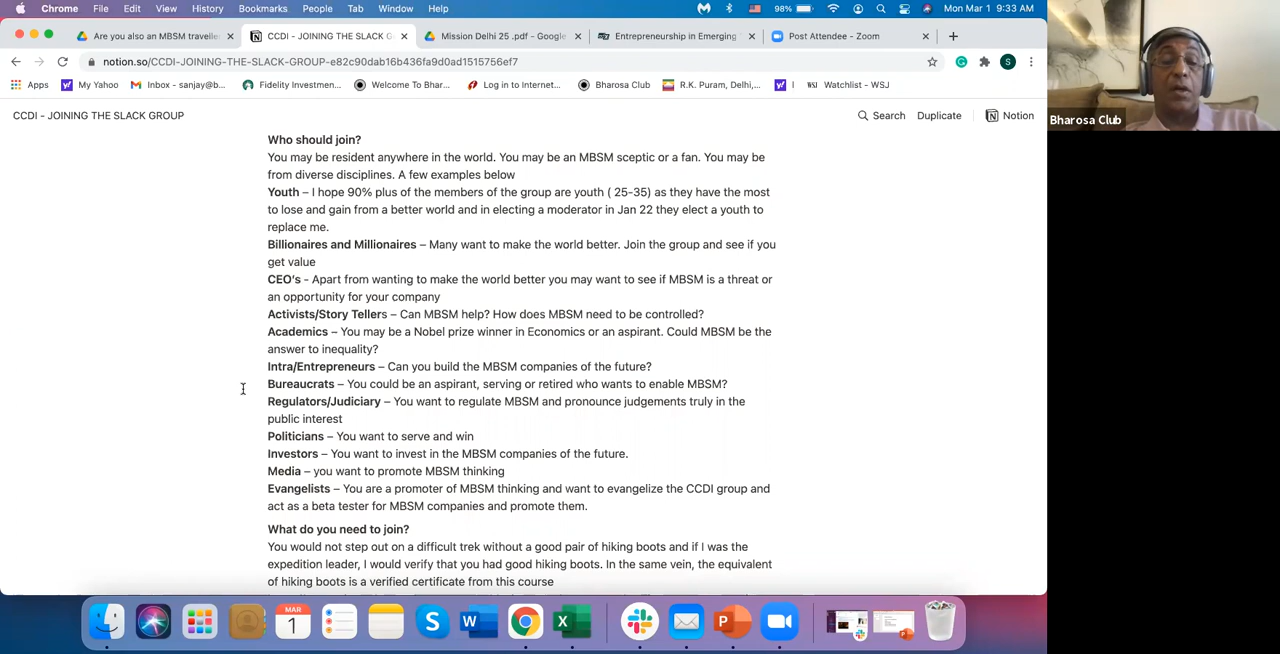 Chrome File Edit View History Bookmarks People Tab Window Help 98% Mon Mar 1 9:33 AM
Are you also an MBSM travelle CCDI - JOINING THE SLACK G Mission Delhi 25 .pdf - Google Entrepreneurship in Emerging Post Attendee - Zoom
notion.so/CCDI-JOINING-THE-SLACK-GROUP-e82c90dab16b436fa9d0ad1515756ef7 S
Apps My Yahoo Inbox - sanjay@b... Fidelity Investmen... Welcome To Bhar... Log in to Internet... Bharosa Club R.K. Puram, Delhi,... I WSJ Watchlist - WSJ
CCDI - JOINING THE SLACK GROUP Search Duplicate Notion
Bharosa Club
Who should join?
You may be resident anywhere in the world. You may be an MBSM sceptic or a fan. You may be
from diverse disciplines. A few examples below
Youth – I hope 90% plus of the members of the group are youth ( 25-35) as they have the most
to lose and gain from a better world and in electing a moderator in Jan 22 they elect a youth to
replace me.
Billionaires and Millionaires – Many want to make the world better. Join the group and see if you
get value
CEO's - Apart from wanting to make the world better you may want to see if MBSM is a threat or
an opportunity for your company
Activists/Story Tellers – Can MBSM help? How does MBSM need to be controlled?
Academics – You may be a Nobel prize winner in Economics or an aspirant. Could MBSM be the
answer to inequality?
Intra/Entrepreneurs – Can you build the MBSM companies of the future?
Bureaucrats – You could be an aspirant, serving or retired who wants to enable MBSM?
Regulators/Judiciary – You want to regulate MBSM and pronounce judgements truly in the
public interest
Politicians – You want to serve and win
Investors – You want to invest in the MBSM companies of the future.
Media – you want to promote MBSM thinking
Evangelists – You are a promoter of MBSM thinking and want to evangelize the CCDI group and
act as a beta tester for MBSM companies and promote them.
What do you need to join?
You would not step out on a difficult trek without a good pair of hiking boots and if I was the
expedition leader, I would verify that you had good hiking boots. In the same vein, the equivalent
of hiking boots is a verified certificate from this course
MAR
1